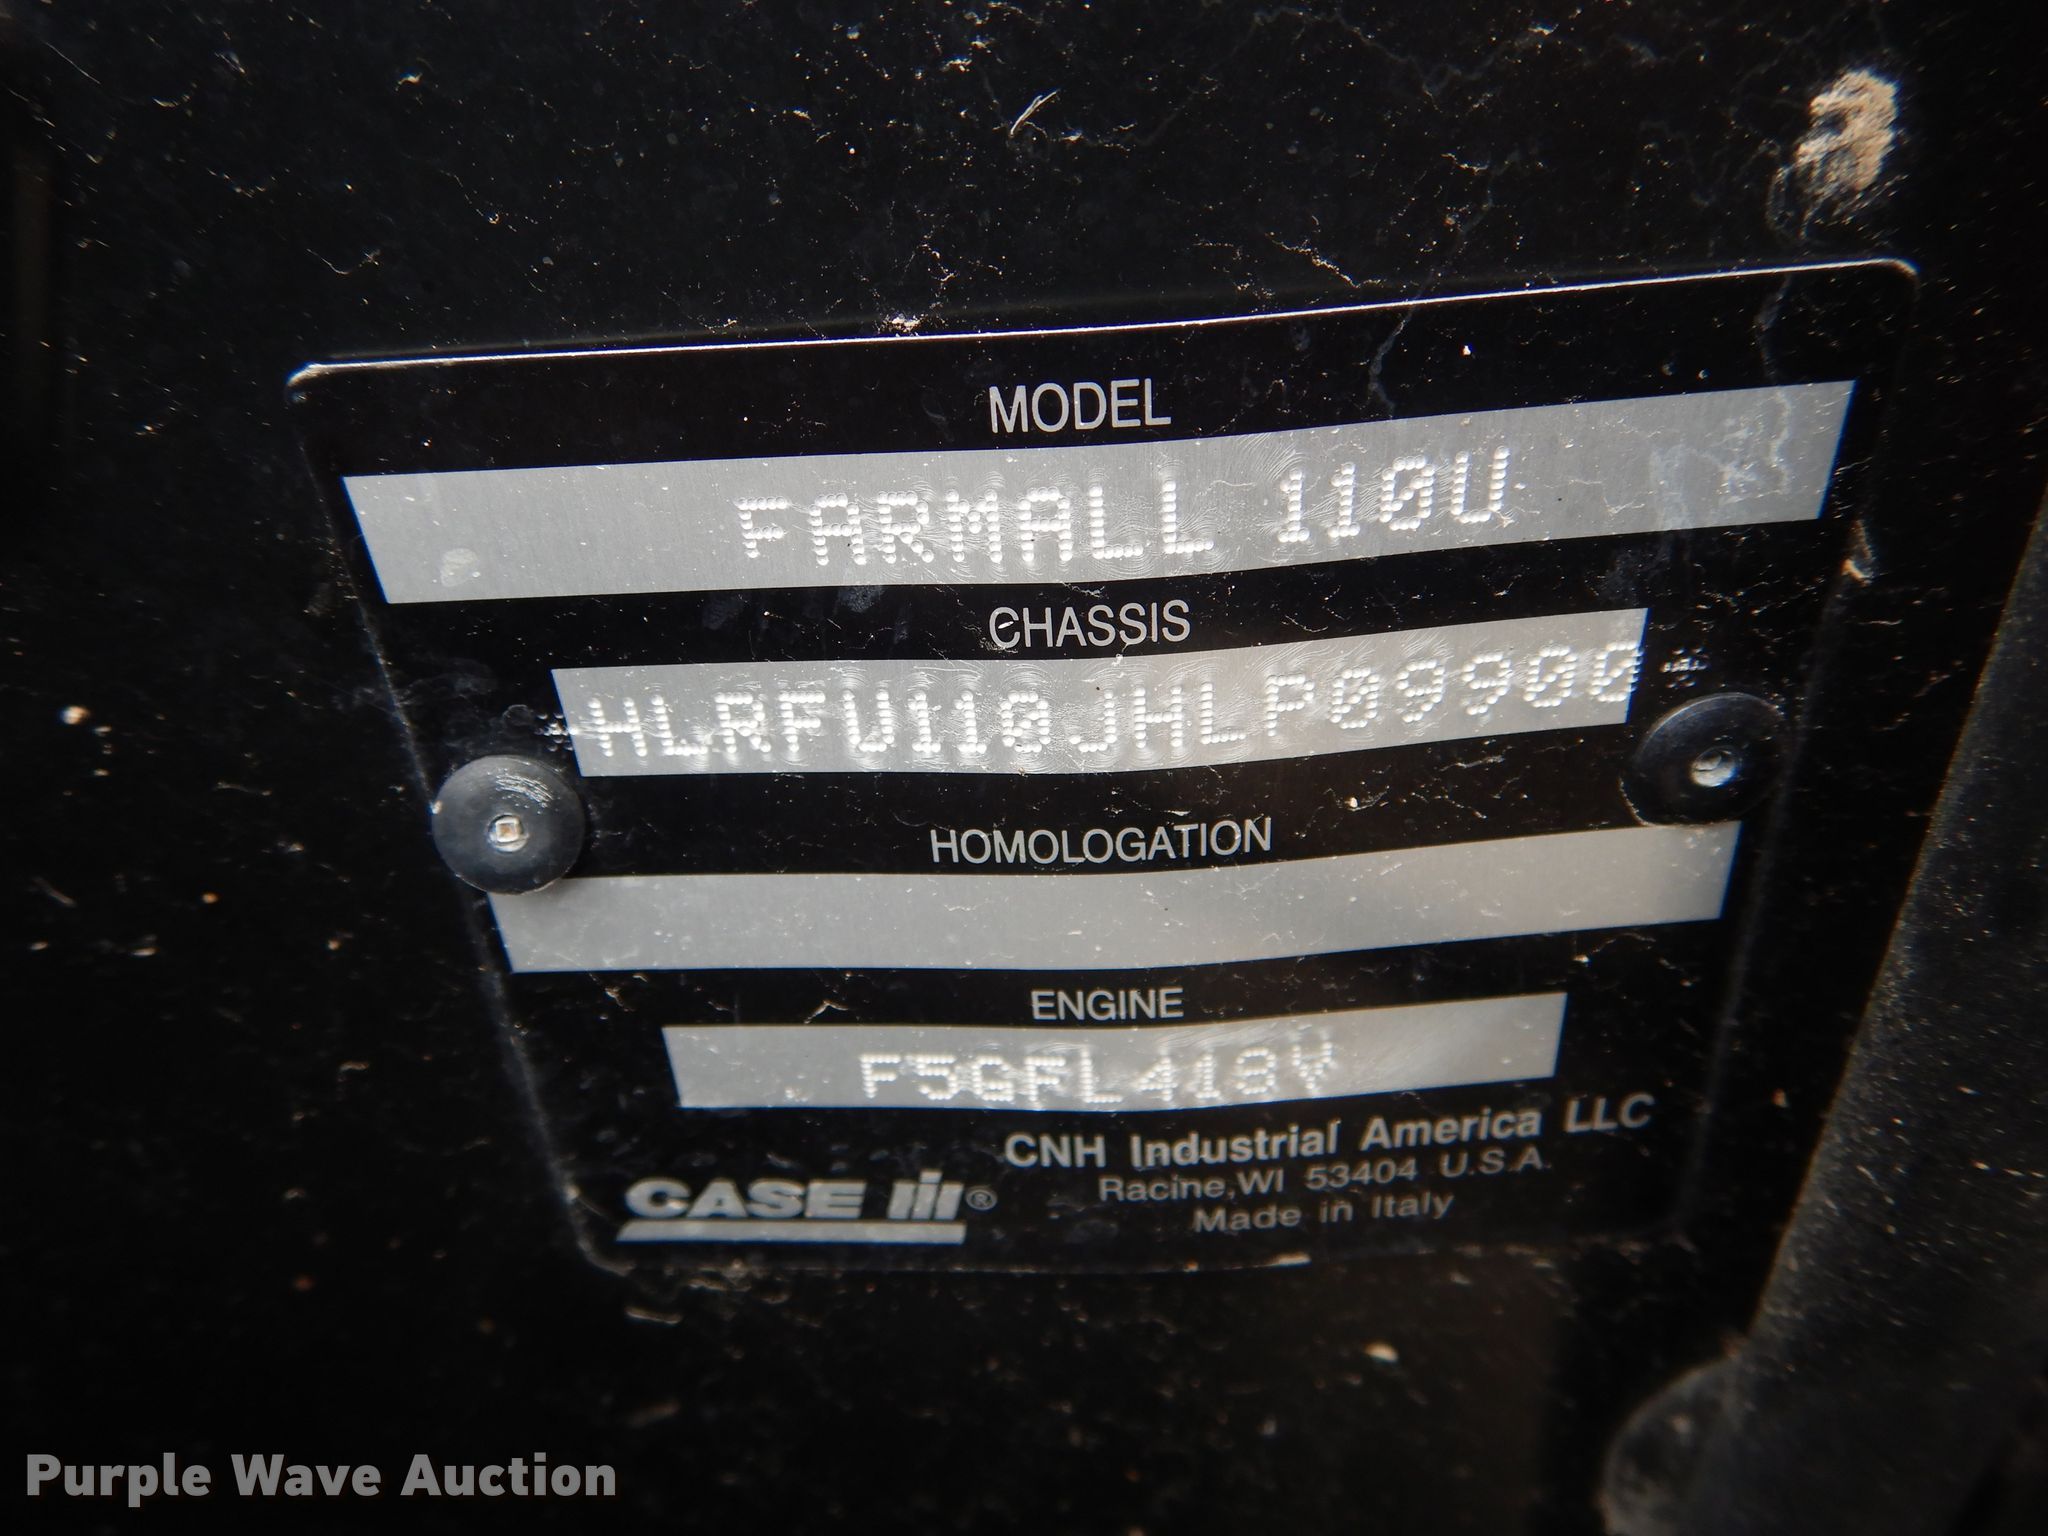 MODEL
FARMALL 110U
CHASSIS
*HLRFU110JHLP09900*
HOMOLOGATION
ENGINE
F5GFL413V
CASE IH®
CNH Industrial America LLC
Racine, WI 53404 U.S.A.
Made in Italy
Purple Wave Auction